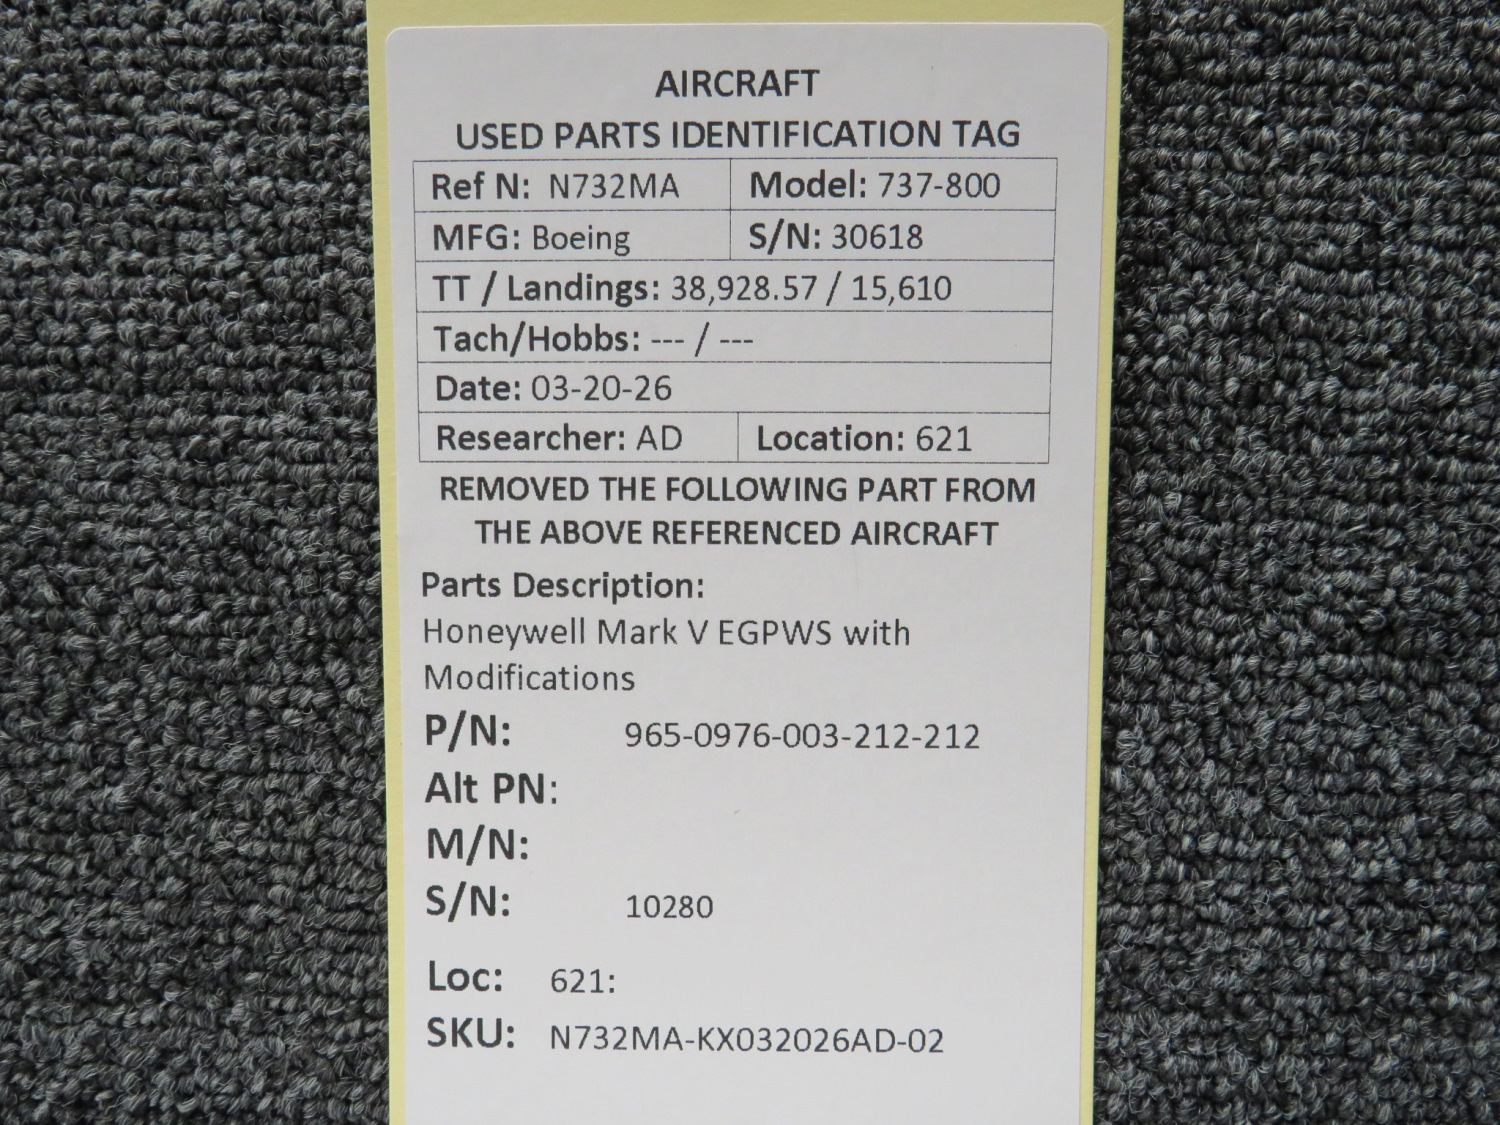 AIRCRAFT
USED PARTS IDENTIFICATION TAG
Ref N: N732MA Model: 737-800
MFG: Boeing S/N: 30618
TT / Landings: 38,928.57 / 15,610
Tach/Hobbs: --- / ---
Date: 03-20-26
Researcher: AD Location: 621
REMOVED THE FOLLOWING PART FROM
THE ABOVE REFERENCED AIRCRAFT
Parts Description:
Honeywell Mark V EGPWS with
Modifications
P/N: 965-0976-003-212-212
Alt PN:
M/N:
S/N: 10280
Loc: 621:
SKU: N732MA-KX032026AD-02